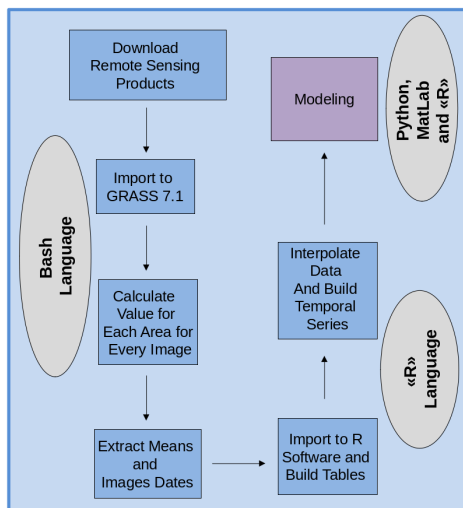 Download
Remote Sensing
Products
Import to
GRASS 7.1
Bash
Language
Calculate
Value for
Each Area for
Every Image
Extract Means
and
Images Dates
Import to R
Software and
Build Tables
«R»
Language
Interpolate
Data
And Build
Temporal
Series
Modeling
Python,
MatLab
and «R»